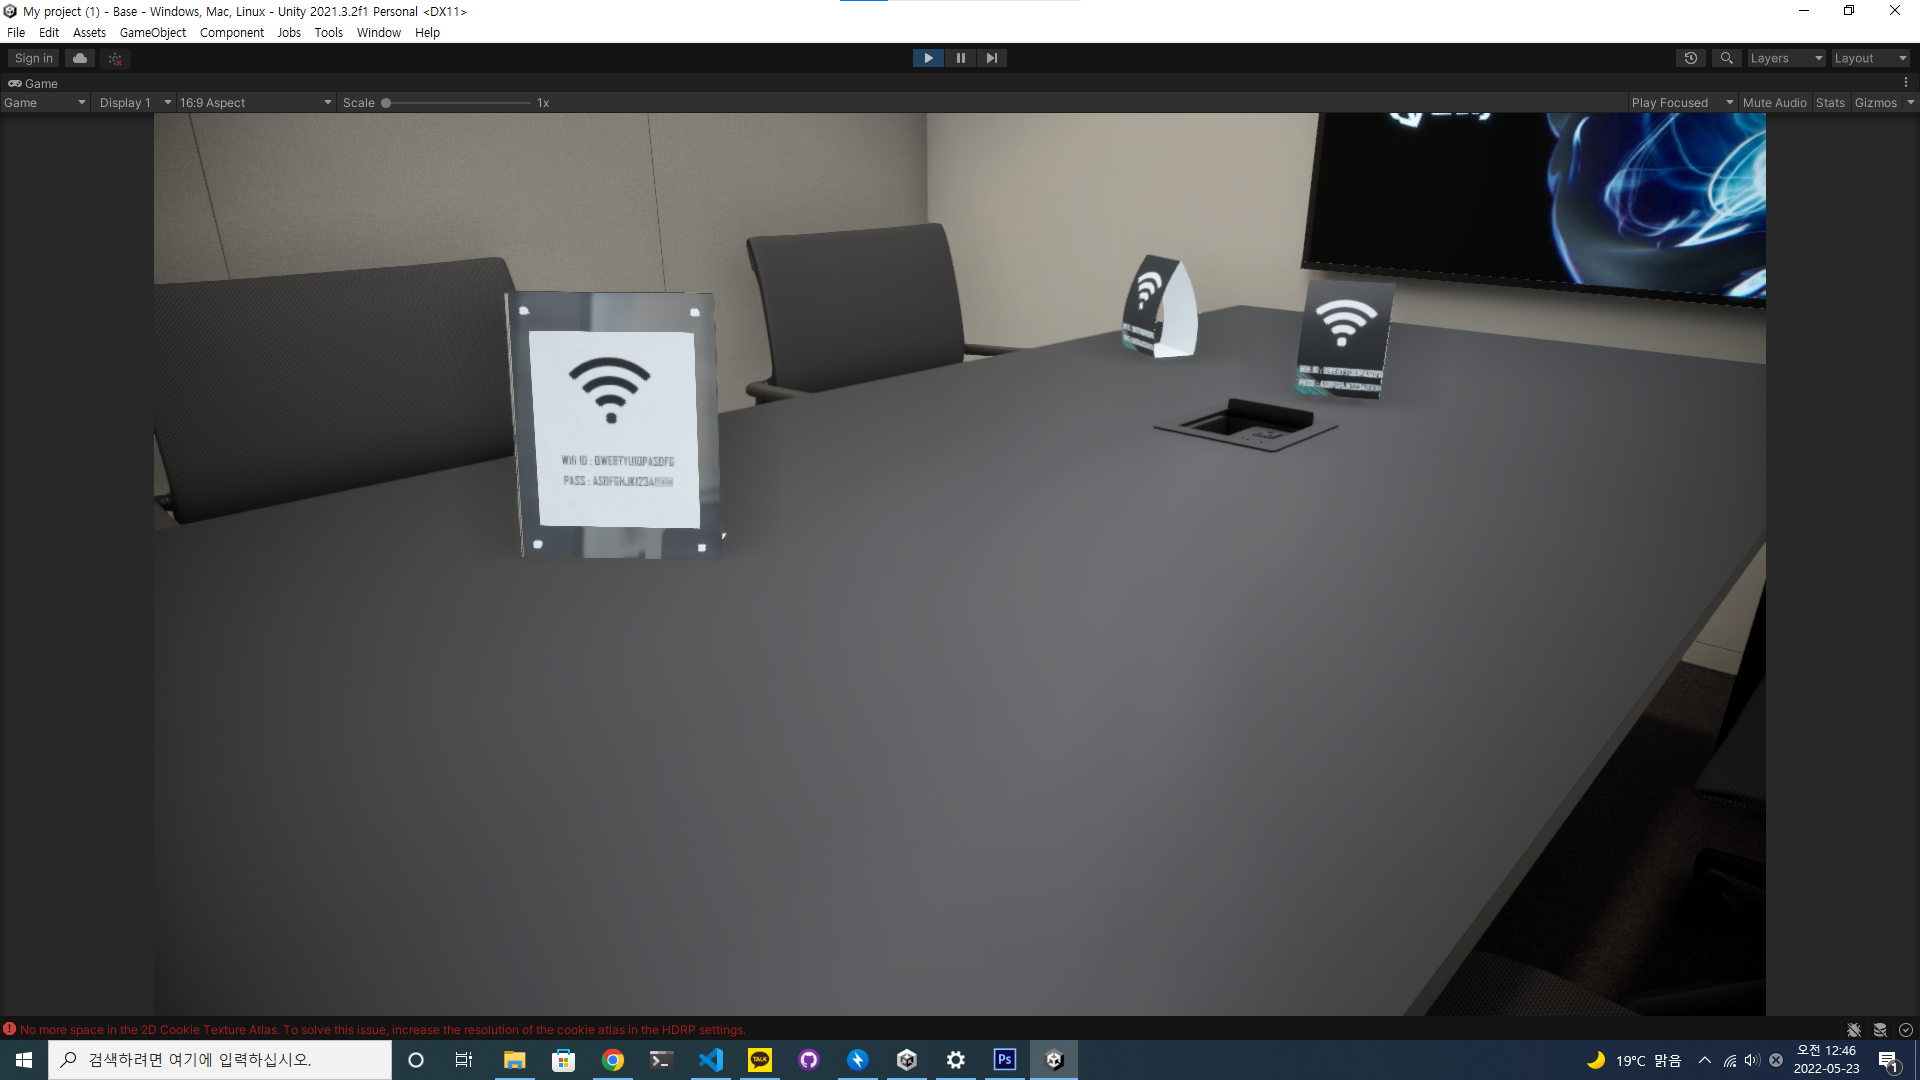 My project (1) - Base - Windows, Mac, Linux - Unity 2021.3.2f1 Personal <DX11>
File Edit Assets GameObject Component Jobs Tools Window Help
Sign in Layers Layout
Game
Game Display 1 16:9 Aspect Scale 1x Play Focused Mute Audio Stats Gizmos
Wifi ID : QWERTYUIOPASDFG
PASS :
No more space in the 2D Cookie Texture Atlas. To solve this issue, increase the resolution of the cookie atlas in the HDRP settings.
검색하려면 여기에 입력하십시오.
TALK
Ps
19°C 맑음
오전 12:46
2022-05-23
1